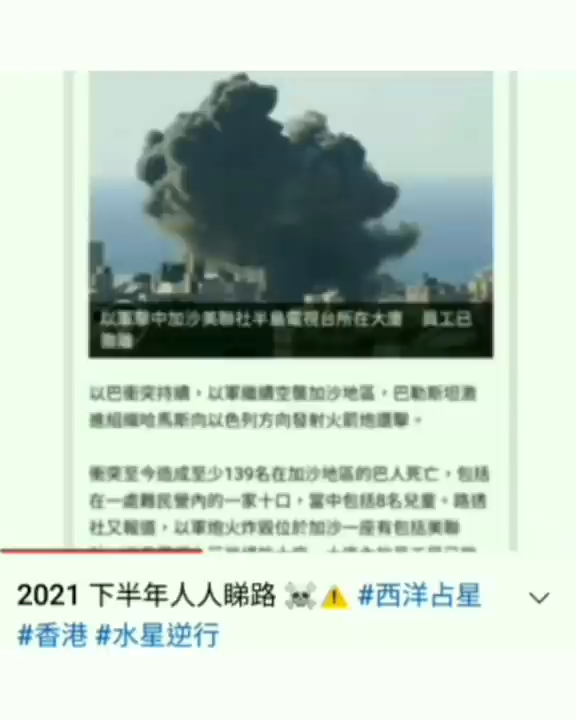 以軍擊中加沙美聯社半島電視台所在大廈 員工已
撤離
以巴衝突持續，以軍繼續空襲加沙地區，巴勒斯坦激
進組織哈馬斯向以色列方向發射火箭炮還擊。
衝突至今造成至少139名在加沙地區的巴人死亡，包括
在一處難民營內的一家十口，當中包括8名兒童。路透
社又報道，以軍炮火炸毀位於加沙一座有包括美聯
2021 下半年人人睇路 ☠️⚠️ #西洋占星
#香港 #水星逆行